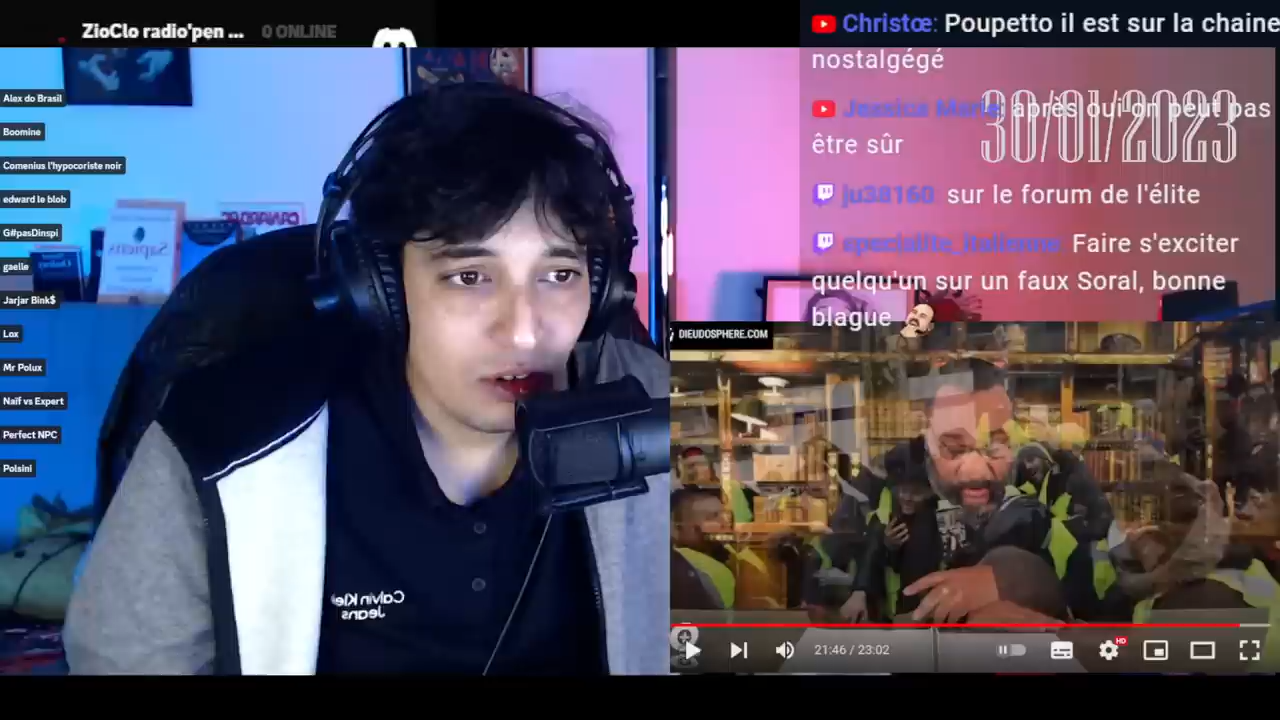 ZioClo radio'pen ...
0 ONLINE
Christœ: Poupetto il est sur la chaine
nostalgégé
Jessica Marie: après oui on peut pas
être sûr
30/01/2023
ju38160 sur le forum de l'élite
specialite_italienne Faire s'exciter
quelqu'un sur un faux Soral, bonne
blague
Alex do Brasil
Boomine
Comenius l'hypocoriste noir
edward le blob
G#pasDinspi
gaelle
Jarjar Bink$
Lox
Mr Polux
Naïf vs Expert
Perfect NPC
Polsini
Sapiens
Calvin Klei
Jeans
DIEUDOSPHERE.COM
21:46 / 23:02
HD